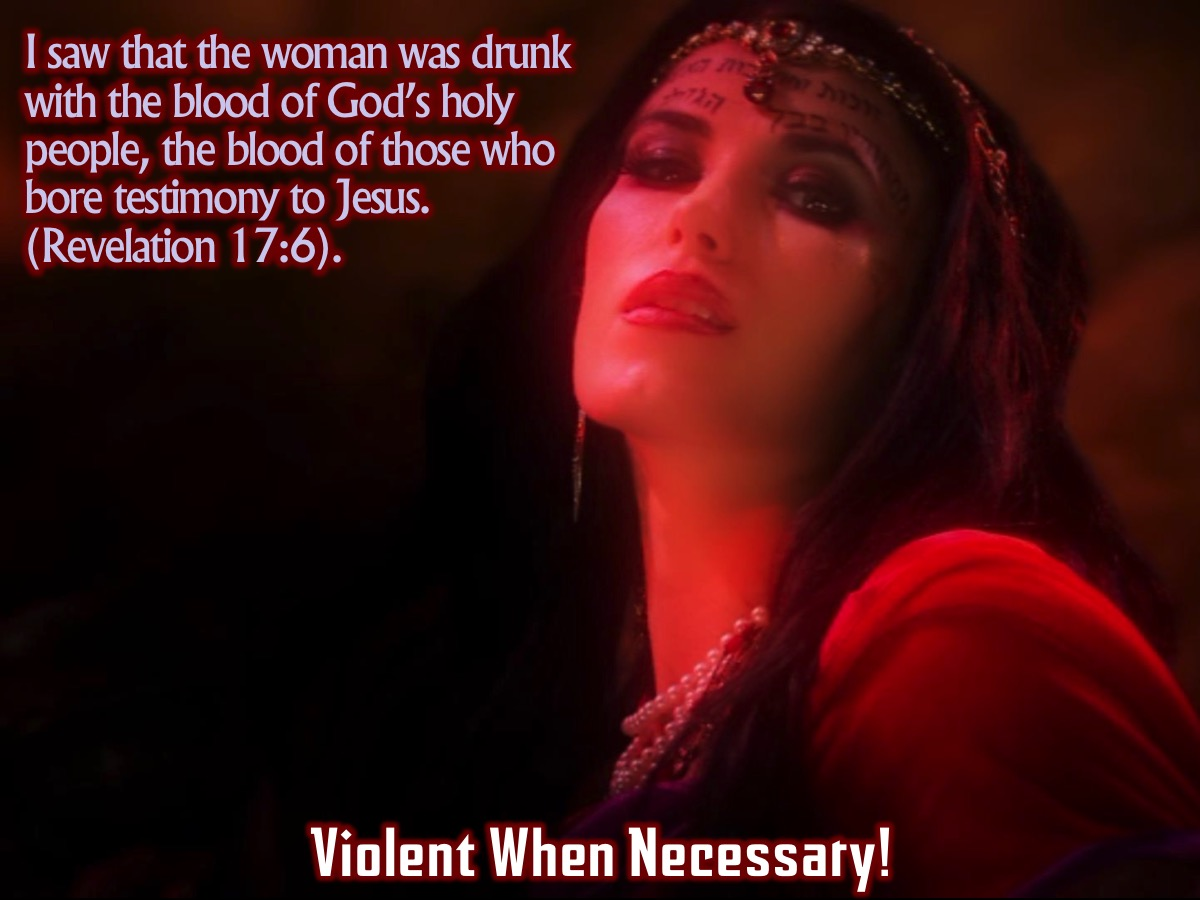 I saw that the woman was drunk
with the blood of God’s holy
people, the blood of those who
bore testimony to Jesus.
(Revelation 17:6).
Violent When Necessary!